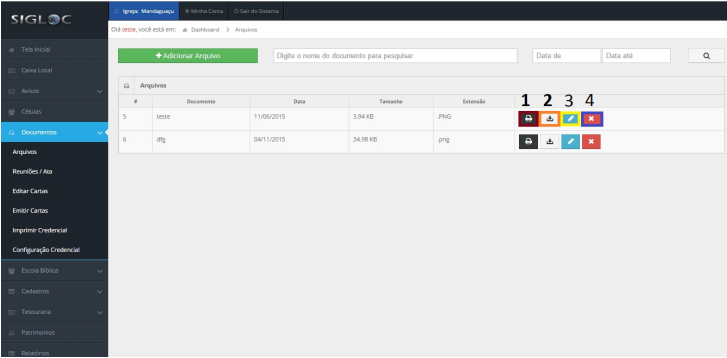 SIGLOC
Igreja: Mandaguaçu Minha Conta Sair do Sistema
Olá teste, você está em: Dashboard > Arquivos
Tela Inicial
Caixa Local
Avisos
Células
Documentos
Arquivos
Reuniões / Ata
Editar Cartas
Emitir Cartas
Imprimir Credencial
Configuração Credencial
Escola Bíblica
Cadastros
Tesouraria
Patrimonios
Relatórios
+ Adicionar Arquivo Digite o nome do documento para pesquisar Data de Data até
Arquivos
# Documento Data Tamanho Extensão 1 2 3 4
5 teste 11/06/2015 3.94 KB .PNG
6 dfg 04/11/2015 34.98 KB .png